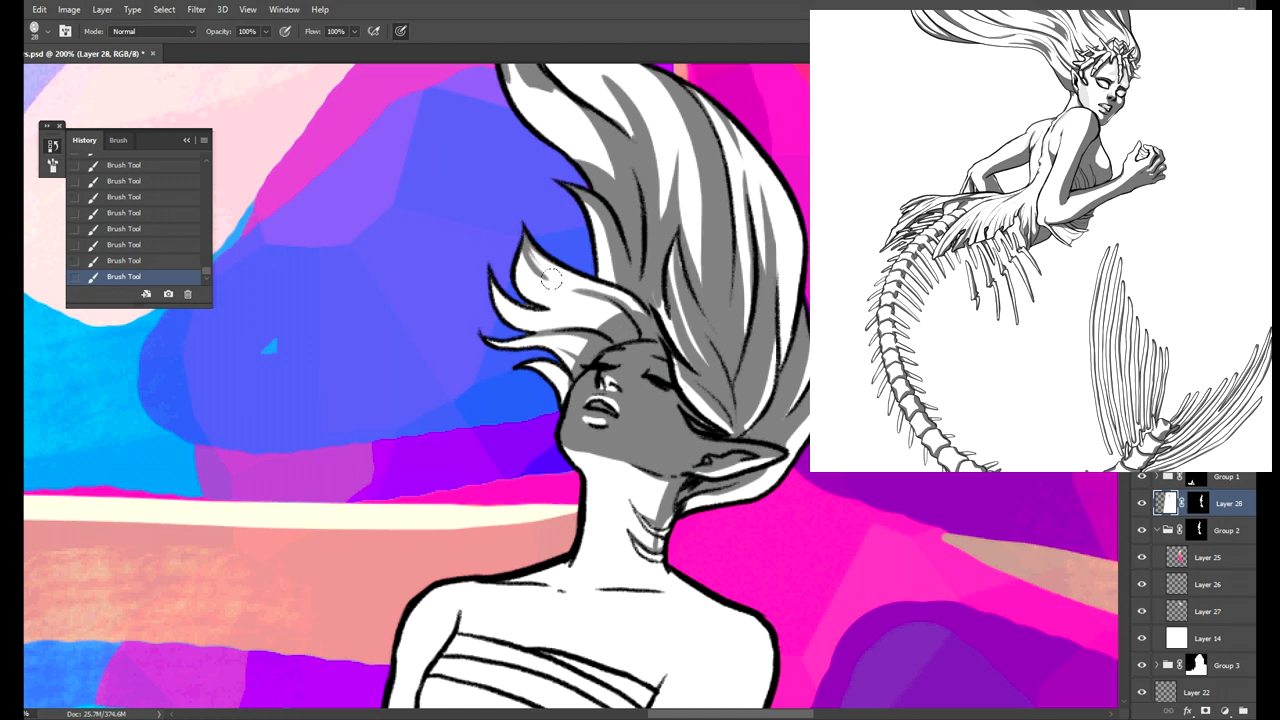 File Image Layer Type Select Filter 3D View Window Help
28 Mode: Normal Opacity: 100% Flow: 100%
s.psd @ 200% (Layer 28, RGB/8) * ×
History Brush
Brush Tool
Brush Tool
Brush Tool
Brush Tool
Brush Tool
Brush Tool
Brush Tool
Brush Tool
Group 1
Layer 28
Group 2
Layer 25
Layer 26
Layer 27
Layer 14
Group 3
Layer 22
% Doc: 25.7M/374.6M
fx